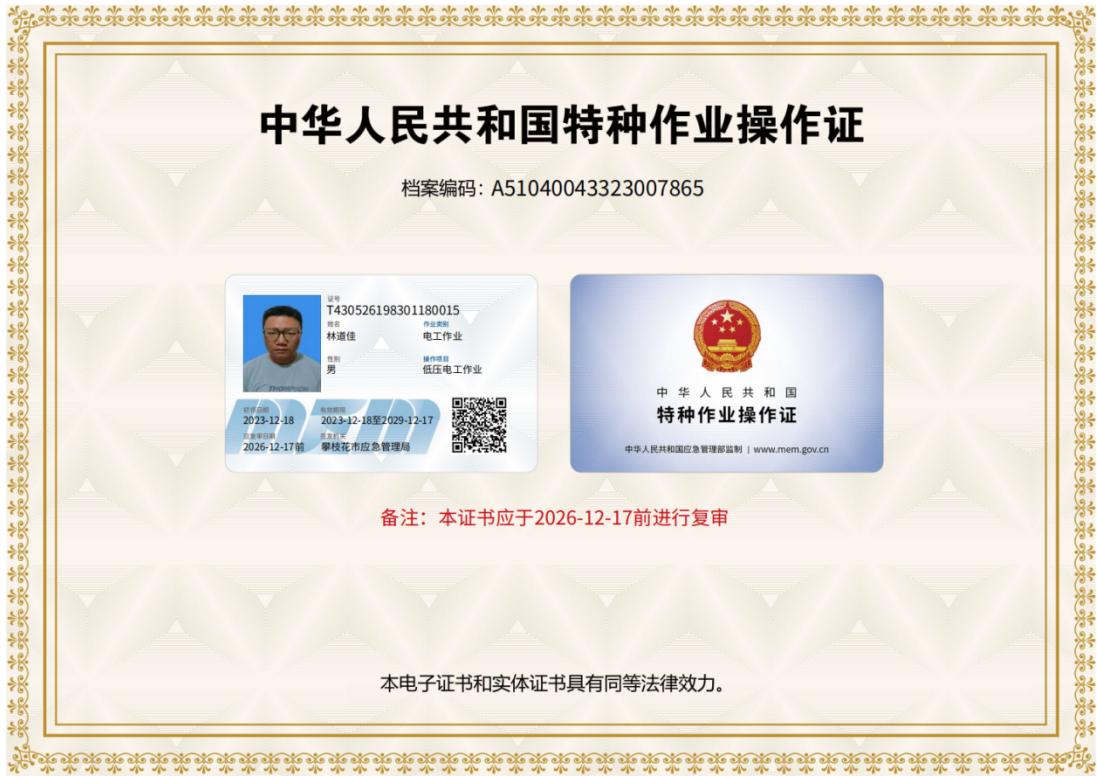 中华人民共和国特种作业操作证
档案编码：A51040043323007865
证号
T430526198301180015
姓名
作业类别
林道佳
电工作业
性别
操作项目
男
低压电工作业
THOMPSON
初领日期
有效期限
2023-12-18
2023-12-18至2029-12-17
应复审日期
签发机关
2026-12-17前
攀枝花市应急管理局
中华人民共和国
特种作业操作证
中华人民共和国应急管理部监制 | www.mem.gov.cn
备注：本证书应于2026-12-17前进行复审
本电子证书和实体证书具有同等法律效力。